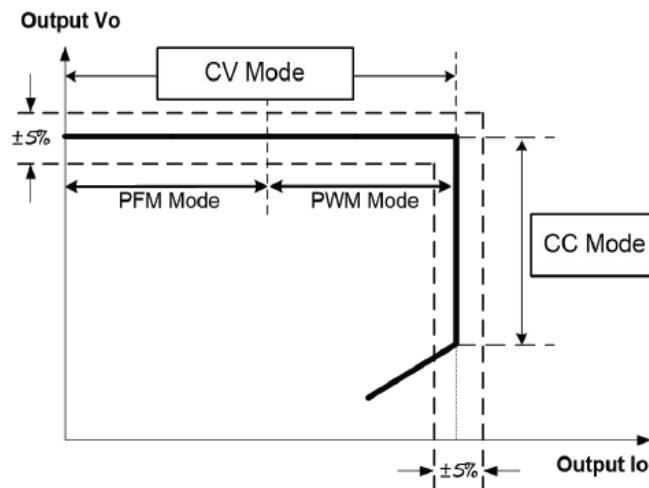 Output Vo
CV Mode
±5%
PFM Mode
PWM Mode
CC Mode
±5%
Output Io